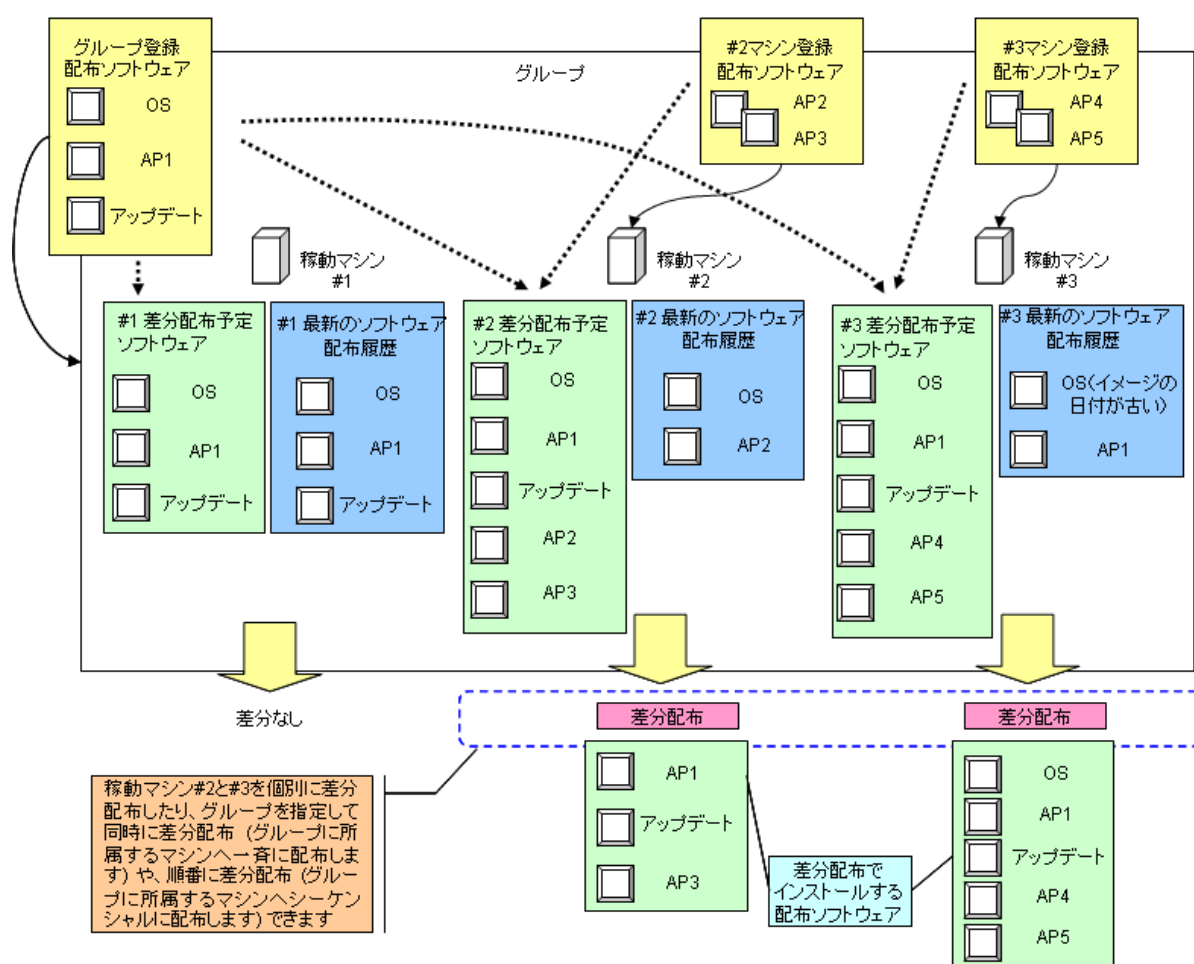 グループ登録
配布ソフトウェア
OS
AP1
アップデート
グループ
#2マシン登録
配布ソフトウェア
AP2
AP3
#3マシン登録
配布ソフトウェア
AP4
AP5
稼動マシン
#1
稼動マシン
#2
稼動マシン
#3
#1 差分配布予定
ソフトウェア
OS
AP1
アップデート
#1 最新のソフトウェア
配布履歴
OS
AP1
アップデート
#2 差分配布予定
ソフトウェア
OS
AP1
アップデート
AP2
AP3
#2 最新のソフトウェア
配布履歴
OS
AP2
#3 差分配布予定
ソフトウェア
OS
AP1
アップデート
AP4
AP5
#3 最新のソフトウェア
配布履歴
OS(イメージの
日付が古い)
AP1
差分なし
差分配布
AP1
アップデート
AP3
差分配布
OS
AP1
アップデート
AP4
AP5
稼動マシン#2と#3を個別に差分
配布したり、グループを指定して
同時に差分配布 (グループに所
属するマシンへ一斉に配布しま
す) や、順番に差分配布 (グルー
プに所属するマシンへシーケン
シャルに配布します) できます
差分配布で
インストールする
配布ソフトウェア